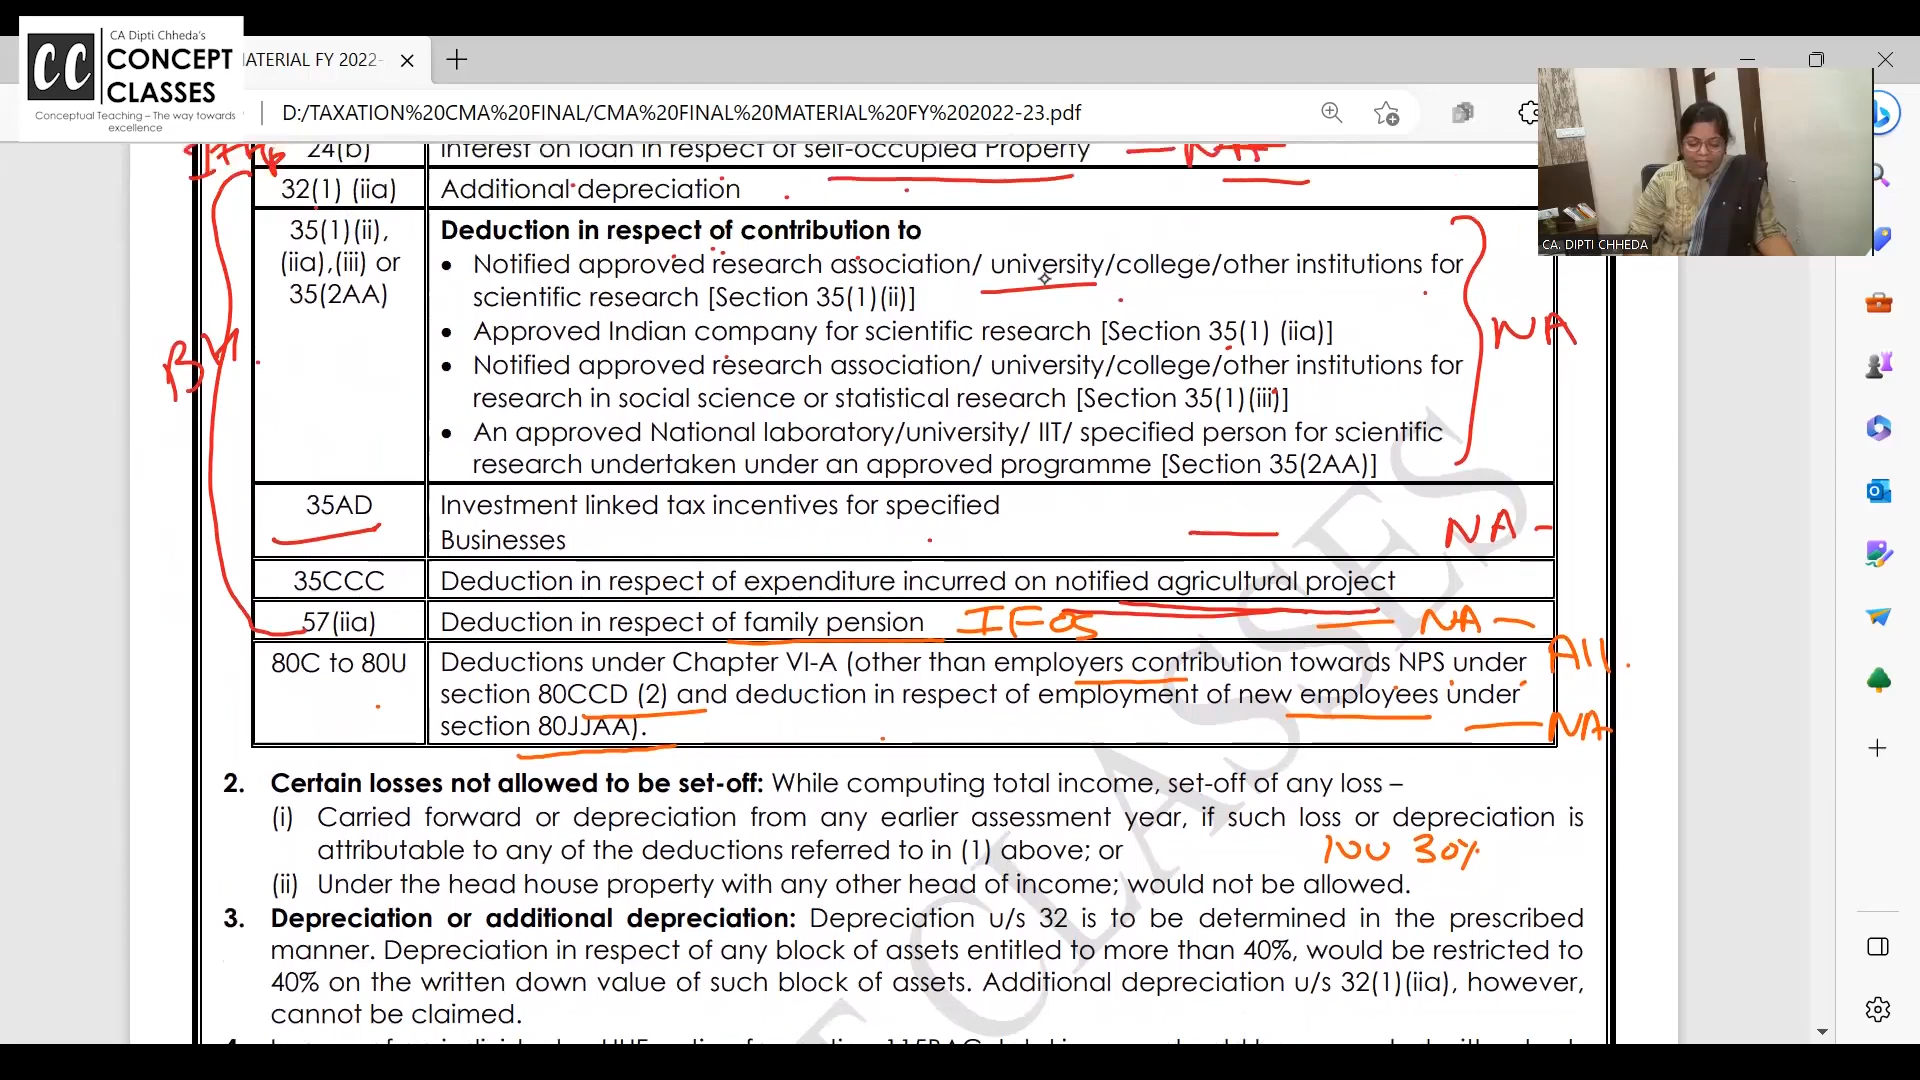 CA Dipti Chheda's
CC CONCEPT
CLASSES
Conceptual Teaching – The way towards
excellence
ATERIAL FY 2022-
D:/TAXATION%20CMA%20FINAL/CMA%20FINAL%20MATERIAL%20FY%202022-23.pdf
CA. DIPTI CHHEDA
24(b) Interest on loan in respect of self-occupied Property
32(1) (iia) Additional depreciation
35(1)(ii), Deduction in respect of contribution to
(iia),(iii) or • Notified approved research association/ university/college/other institutions for
35(2AA) scientific research [Section 35(1)(ii)]
• Approved Indian company for scientific research [Section 35(1) (iia)]
NA
• Notified approved research association/ university/college/other institutions for
BH
research in social science or statistical research [Section 35(1)(iii)]
• An approved National laboratory/university/ IIT/ specified person for scientific
research undertaken under an approved programme [Section 35(2AA)]
35AD Investment linked tax incentives for specified
Businesses
NA –
35CCC Deduction in respect of expenditure incurred on notified agricultural project
57(iia) Deduction in respect of family pension IFOS — NA –
80C to 80U Deductions under Chapter VI-A (other than employers contribution towards NPS under All
section 80CCD (2) and deduction in respect of employment of new employees under
section 80JJAA). — NA
2. Certain losses not allowed to be set-off: While computing total income, set-off of any loss –
(i) Carried forward or depreciation from any earlier assessment year, if such loss or depreciation is
attributable to any of the deductions referred to in (1) above; or 100 30%
(ii) Under the head house property with any other head of income; would not be allowed.
3. Depreciation or additional depreciation: Depreciation u/s 32 is to be determined in the prescribed
manner. Depreciation in respect of any block of assets entitled to more than 40%, would be restricted to
40% on the written down value of such block of assets. Additional depreciation u/s 32(1)(iia), however,
cannot be claimed.
CLASSES